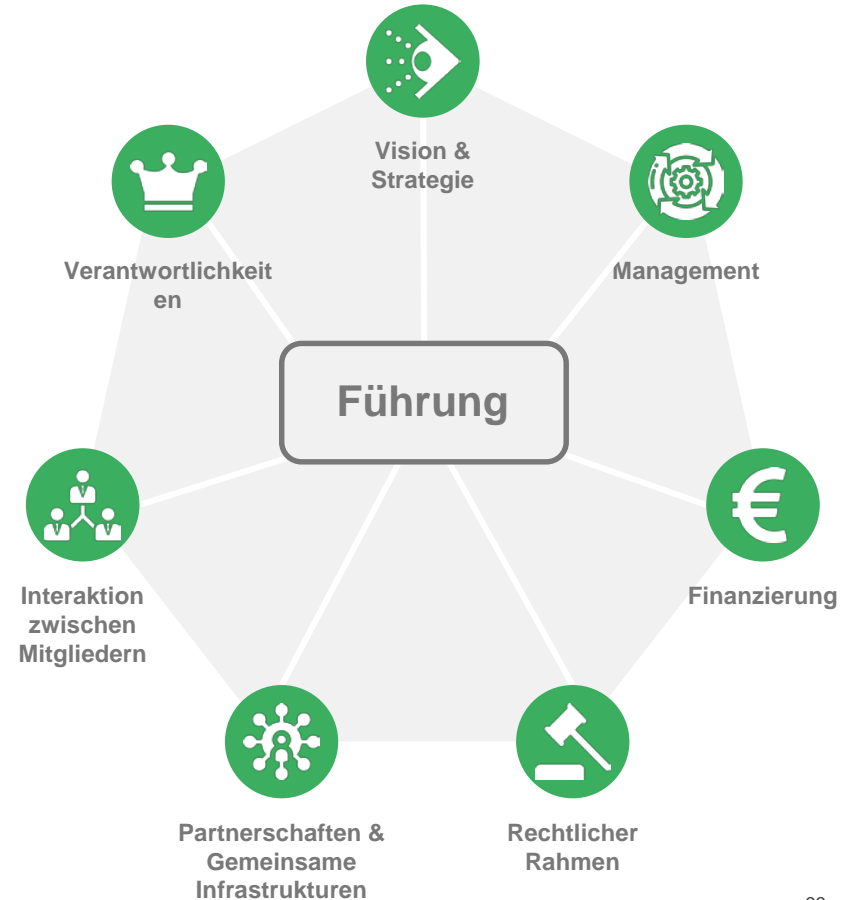 Vision &
Strategie
Verantwortlichkeit
en
Management
Führung
€
Interaktion
zwischen
Mitgliedern
Finanzierung
Partnerschaften &
Gemeinsame
Infrastrukturen
Rechtlicher
Rahmen